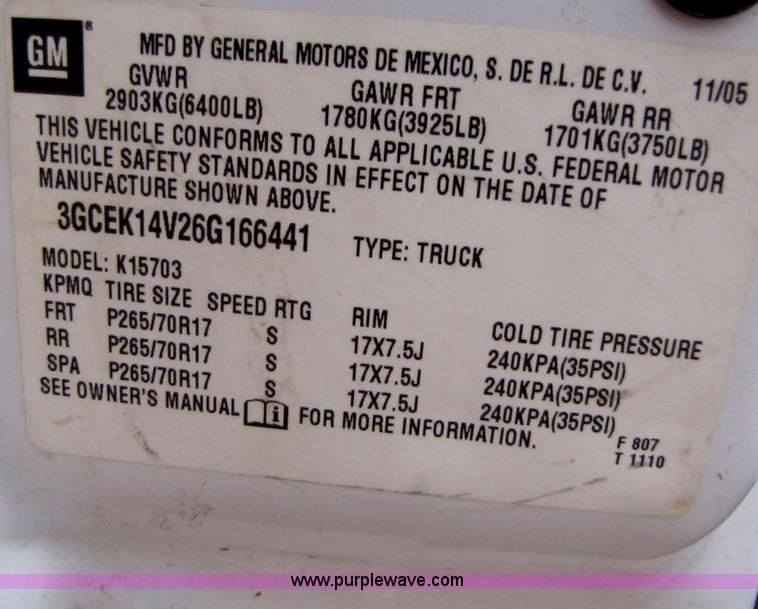 GM®
MFD BY GENERAL MOTORS DE MEXICO, S. DE R.L. DE C.V. 11/05
GVWR GAWR FRT GAWR RR
2903KG(6400LB) 1780KG(3925LB) 1701KG(3750LB)
THIS VEHICLE CONFORMS TO ALL APPLICABLE U.S. FEDERAL MOTOR
VEHICLE SAFETY STANDARDS IN EFFECT ON THE DATE OF
MANUFACTURE SHOWN ABOVE.
3GCEK14V26G166441 TYPE: TRUCK
MODEL: K15703
KPMQ TIRE SIZE SPEED RTG RIM COLD TIRE PRESSURE
FRT P265/70R17 S 17X7.5J 240KPA(35PSI)
RR P265/70R17 S 17X7.5J 240KPA(35PSI)
SPA P265/70R17 S 17X7.5J 240KPA(35PSI)
SEE OWNER'S MANUAL i FOR MORE INFORMATION.
F 807
T 1110
www.purplewave.com